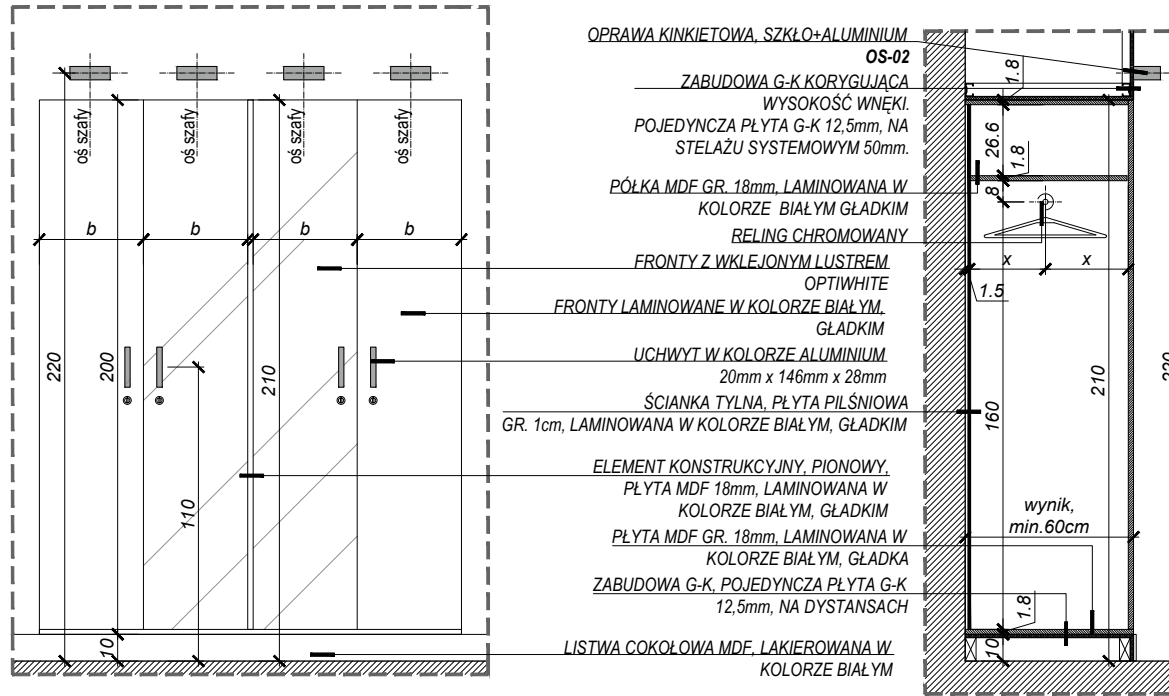 oś szafy
oś szafy
oś szafy
oś szafy
b
b
b
b
220
200
210
110
10
OPRAWA KINKIETOWA, SZKŁO+ALUMINIUM
OS-02
ZABUDOWA G-K KORYGUJĄCA
WYSOKOŚĆ WNĘKI.
POJEDYNCZA PŁYTA G-K 12,5mm, NA
STELAŻU SYSTEMOWYM 50mm.
PÓŁKA MDF GR. 18mm, LAMINOWANA W
KOLORZE BIAŁYM GŁADKIM
RELING CHROMOWANY
FRONTY Z WKLEJONYM LUSTREM
OPTIWHITE
FRONTY LAMINOWANE W KOLORZE BIAŁYM,
GŁADKIM
UCHWYT W KOLORZE ALUMINIUM
20mm x 146mm x 28mm
ŚCIANKA TYLNA, PŁYTA PILŚNIOWA
GR. 1cm, LAMINOWANA W KOLORZE BIAŁYM, GŁADKIM
ELEMENT KONSTRUKCYJNY, PIONOWY,
PŁYTA MDF 18mm, LAMINOWANA W
KOLORZE BIAŁYM, GŁADKIM
PŁYTA MDF GR. 18mm, LAMINOWANA W
KOLORZE BIAŁYM, GŁADKA
ZABUDOWA G-K, POJEDYNCZA PŁYTA G-K
12,5mm, NA DYSTANSACH
LISTWA COKOŁOWA MDF, LAKIEROWANA W
KOLORZE BIAŁYM
1.8
26.6
1.8
8
x
x
1.5
160
210
220
wynik,
min.60cm
1.8
10